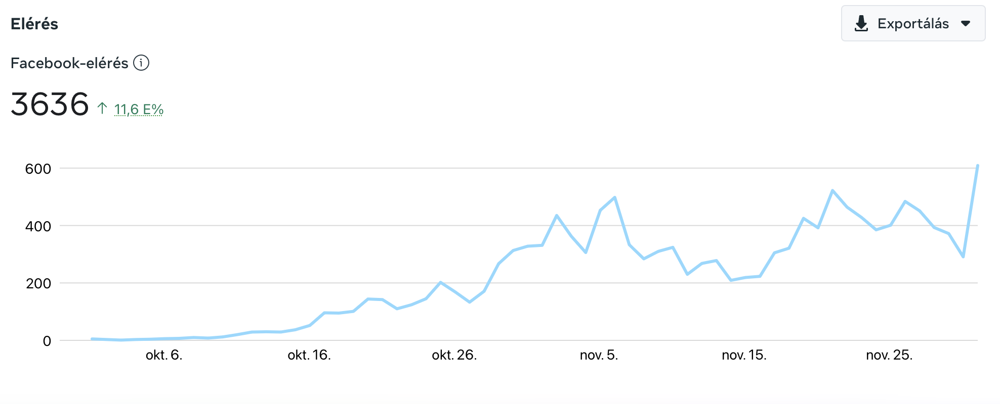 Elérés
Exportálás
Facebook-elérés
3636 ↑ 11,6 E%
600
400
200
0
okt. 6. okt. 16. okt. 26. nov. 5. nov. 15. nov. 25.